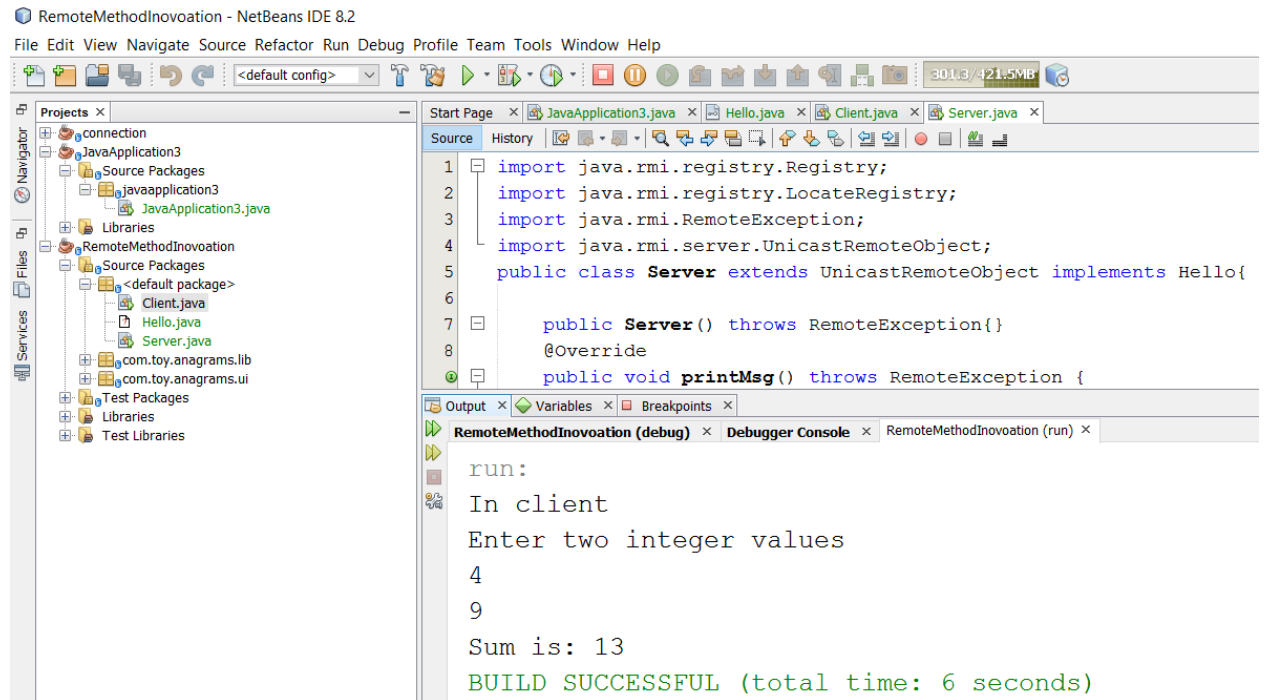 RemoteMethodInovoation - NetBeans IDE 8.2
File Edit View Navigate Source Refactor Run Debug Profile Team Tools Window Help
<default config>
301.3/421.5MB
Projects
connection
JavaApplication3
Source Packages
javaapplication3
JavaApplication3.java
Libraries
RemoteMethodInovoation
Source Packages
<default package>
Client.java
Hello.java
Server.java
com.toy.anagrams.lib
com.toy.anagrams.ui
Test Packages
Libraries
Test Libraries
Navigator
Files
Services
Start Page JavaApplication3.java Hello.java Client.java Server.java
Source History
1 import java.rmi.registry.Registry;
2 import java.rmi.registry.LocateRegistry;
3 import java.rmi.RemoteException;
4 import java.rmi.server.UnicastRemoteObject;
5 public class Server extends UnicastRemoteObject implements Hello{
6
7 public Server() throws RemoteException{}
8 @Override
public void printMsg() throws RemoteException {
Output Variables Breakpoints
RemoteMethodInovoation (debug) Debugger Console RemoteMethodInovoation (run)
run:
In client
Enter two integer values
4
9
Sum is: 13
BUILD SUCCESSFUL (total time: 6 seconds)